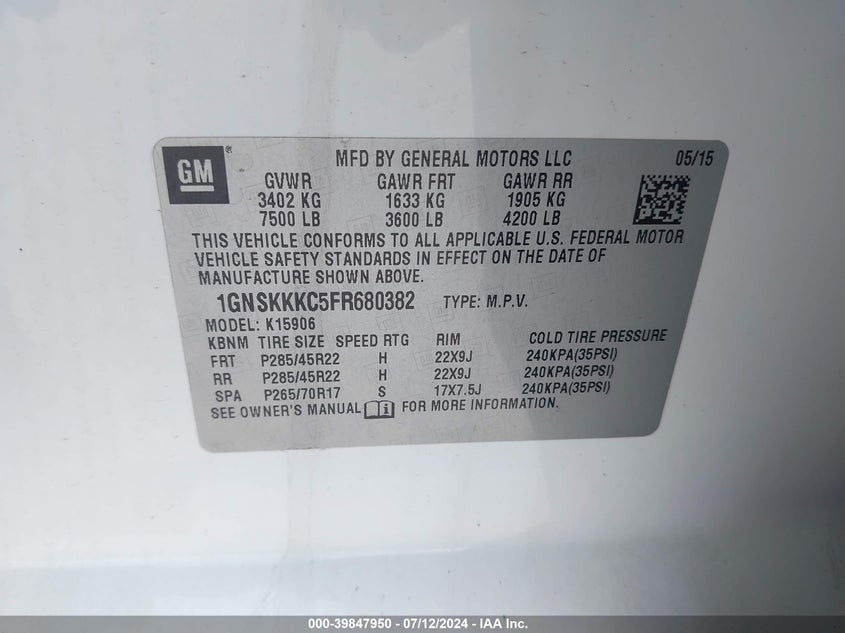 GM
MFD BY GENERAL MOTORS LLC 05/15
GVWR GAWR FRT GAWR RR
3402 KG 1633 KG 1905 KG
7500 LB 3600 LB 4200 LB
THIS VEHICLE CONFORMS TO ALL APPLICABLE U.S. FEDERAL MOTOR
VEHICLE SAFETY STANDARDS IN EFFECT ON THE DATE OF
MANUFACTURE SHOWN ABOVE.
1GNSKKKC5FR680382 TYPE: M.P.V.
MODEL: K15906
KBNM TIRE SIZE SPEED RTG RIM COLD TIRE PRESSURE
FRT P285/45R22 H 22X9J 240KPA(35PSI)
RR P285/45R22 H 22X9J 240KPA(35PSI)
SPA P265/70R17 S 17X7.5J 240KPA(35PSI)
SEE OWNER'S MANUAL i FOR MORE INFORMATION.
000-39847950 - 07/12/2024 - IAA Inc.